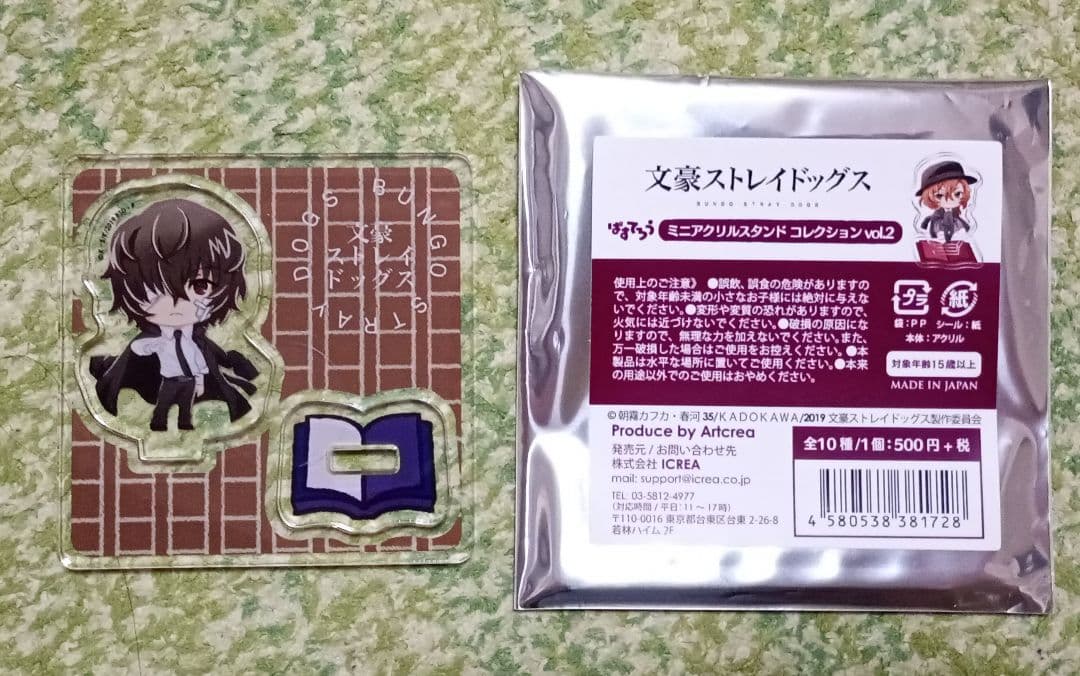 BUNGO STRAY DOGS
文豪
ストレイ
ドッグス
文豪ストレイドッグス
BUNGO STRAY DOGS
ぱすてろう ミニアクリルスタンド コレクション vol.2
使用上のご注意》 ●誤飲、誤食の危険がありますの
で、対象年齢未満の小さなお子様には絶対に与えな
いでください。●変形や変質の恐れがありますので、
火気には近づけないでください。●破損の原因にな
りますので、無理な力を加えないでください。また、
万一破損した場合はご使用をお控えください。●本
製品は水平な場所に置いてご使用ください。●本来
の用途以外でのご使用はおやめください。
プラ 紙
袋:PP シール:紙
本体:アクリル
対象年齢15歳以上
MADE IN JAPAN
© 朝霧カフカ・春河35/KADOKAWA/2019 文豪ストレイドッグス製作委員会
Produce by Artcrea
発売元 / お問い合わせ先
株式会社 ICREA
mail: support@icrea.co.jp
TEL: 03-5812-4977
(対応時間 / 平日:11〜17時)
〒110-0016 東京都台東区台東 2-26-8
若林ハイム 2F
全10種/1個:500円+税
4 580538 381728